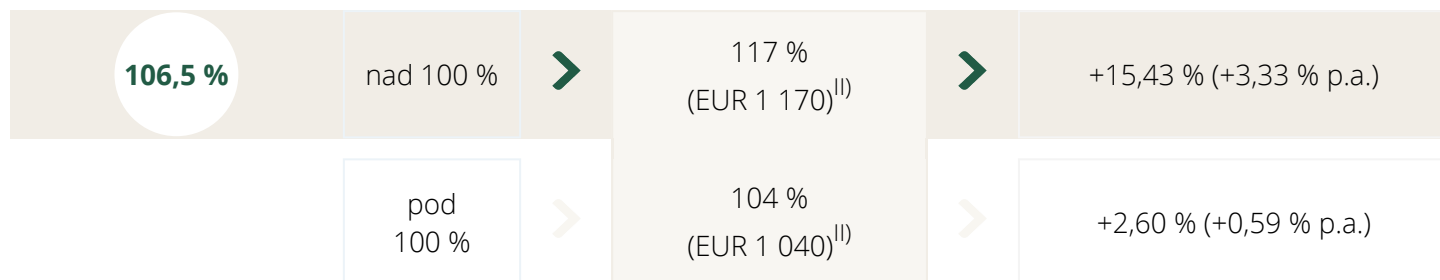 106,5 %
nad 100 %
117 %
(EUR 1 170)II)
+15,43 % (+3,33 % p.a.)
pod
100 %
104 %
(EUR 1 040)II)
+2,60 % (+0,59 % p.a.)